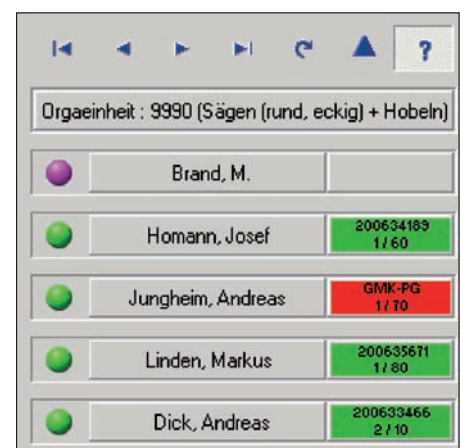 ?
Orgaeinheit : 9990 (Sägen (rund, eckig) + Hobeln)
Brand, M.
Homann, Josef
200634189
1 / 60
Jungheim, Andreas
GMK-PG
1 / 70
Linden, Markus
200635671
1 / 80
Dick, Andreas
200633466
2 / 10